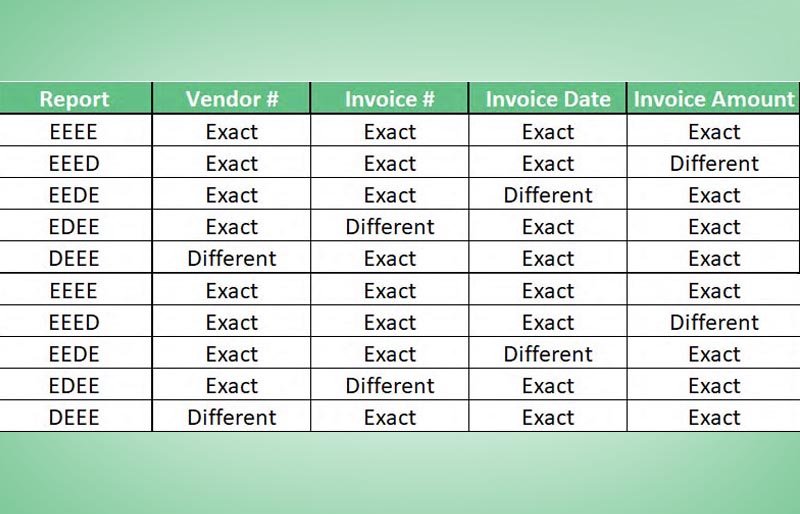 Report Vendor # Invoice # Invoice Date Invoice Amount
EEEE Exact Exact Exact Exact
EEED Exact Exact Exact Different
EEDE Exact Exact Different Exact
EDEE Exact Different Exact Exact
DEEE Different Exact Exact Exact
EEEE Exact Exact Exact Exact
EEED Exact Exact Exact Different
EEDE Exact Exact Different Exact
EDEE Exact Different Exact Exact
DEEE Different Exact Exact Exact